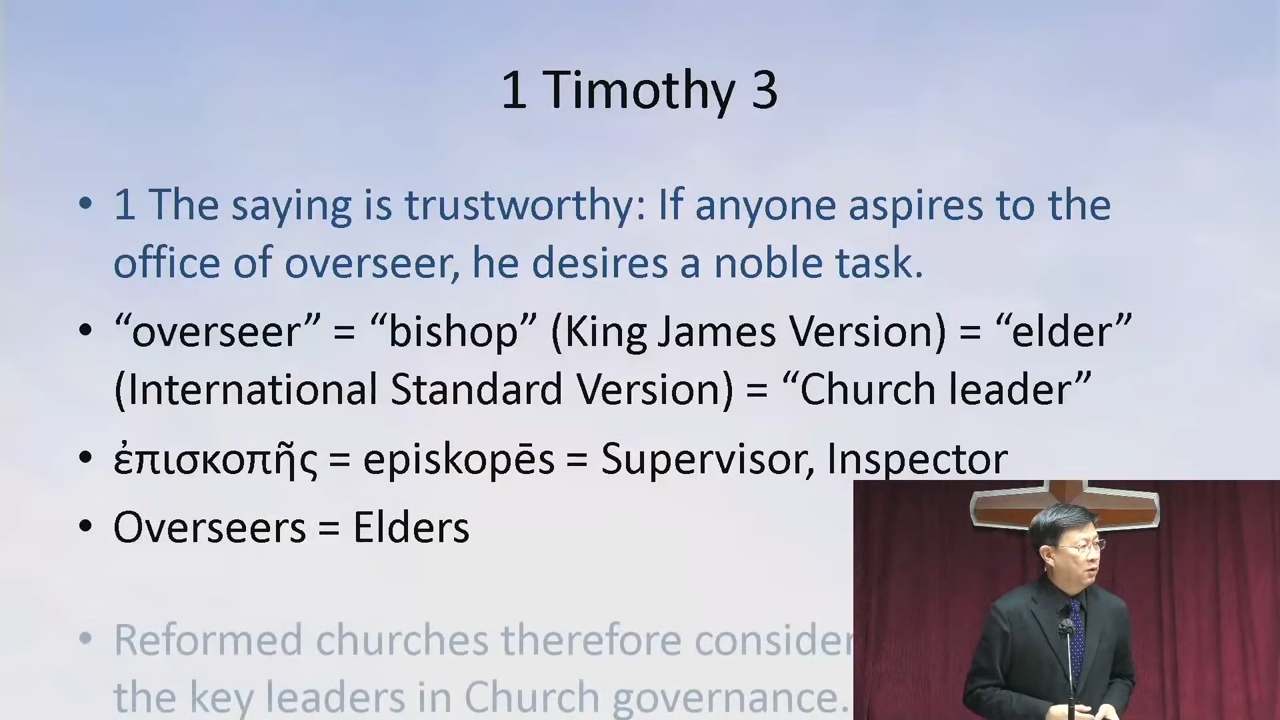 1 Timothy 3
• 1 The saying is trustworthy: If anyone aspires to the
office of overseer, he desires a noble task.
• “overseer” = “bishop” (King James Version) = “elder”
(International Standard Version) = “Church leader”
• ἐπισκοπῆς = episkopēs = Supervisor, Inspector
• Overseers = Elders
• Reformed churches therefore consider
the key leaders in Church governance.